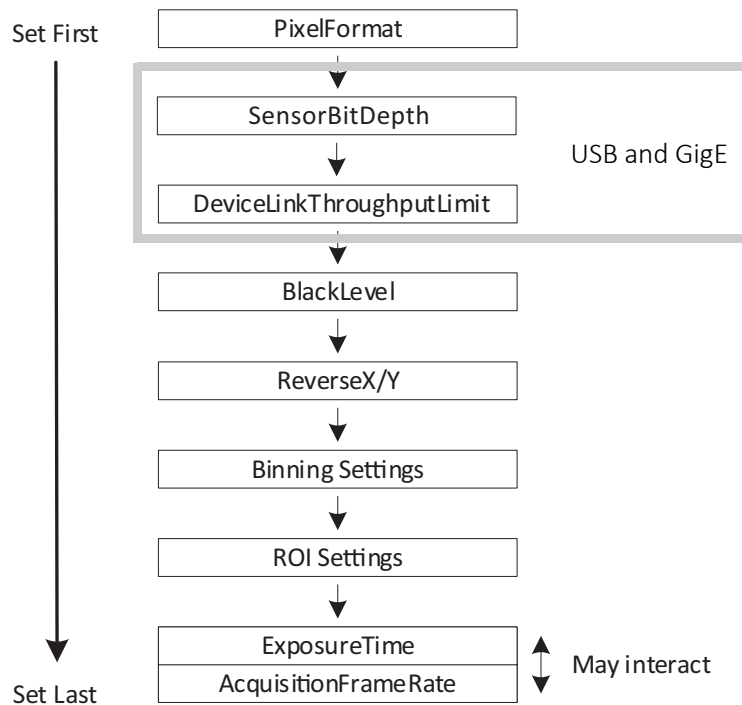 Set First
PixelFormat
SensorBitDepth
USB and GigE
DeviceLinkThroughputLimit
BlackLevel
ReverseX/Y
Binning Settings
ROI Settings
ExposureTime
May interact
AcquisitionFrameRate
Set Last